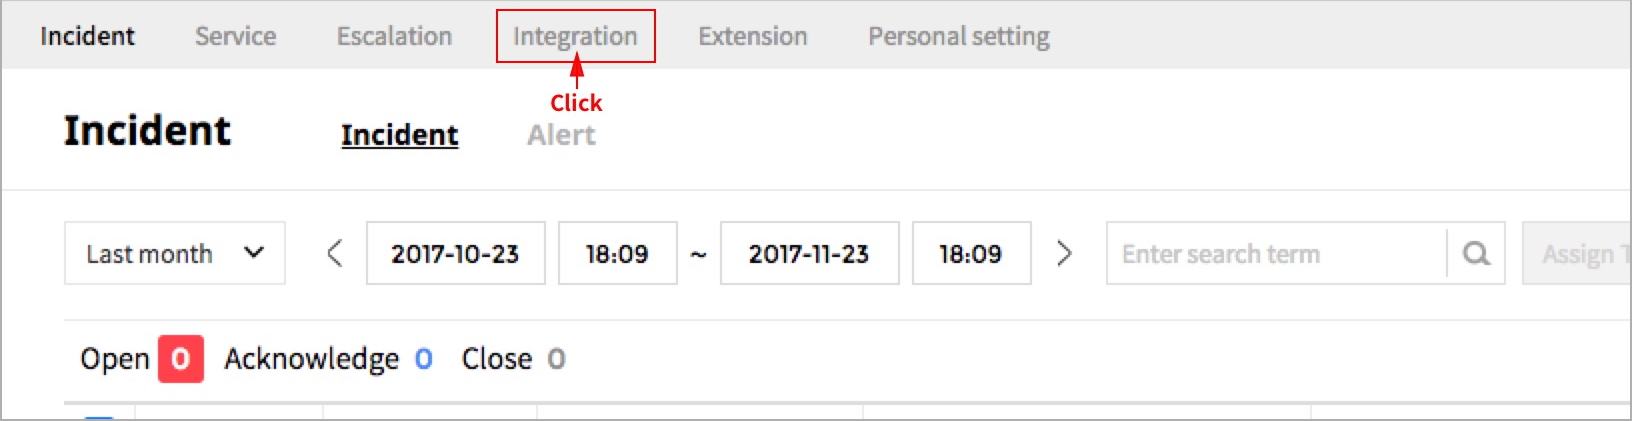 Incident Service Escalation Integration Extension Personal setting
Click
Incident Incident Alert
Last month 2017-10-23 18:09 ~ 2017-11-23 18:09 Enter search term Assign
Open 0 Acknowledge 0 Close 0